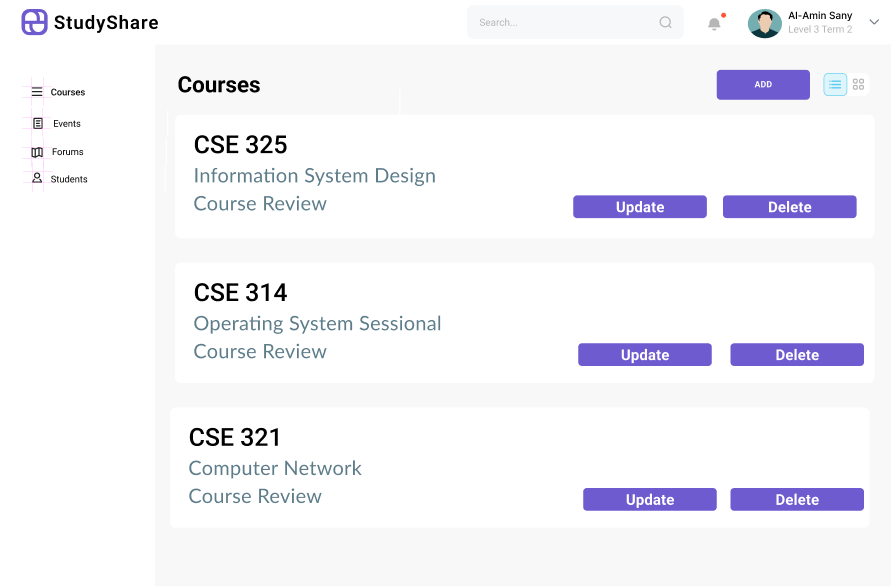 StudyShare
Search...
Al-Amin Sany
Level 3 Term 2
Courses
Events
Forums
Students
Courses
ADD
CSE 325
Information System Design
Course Review
Update
Delete
CSE 314
Operating System Sessional
Course Review
Update
Delete
CSE 321
Computer Network
Course Review
Update
Delete